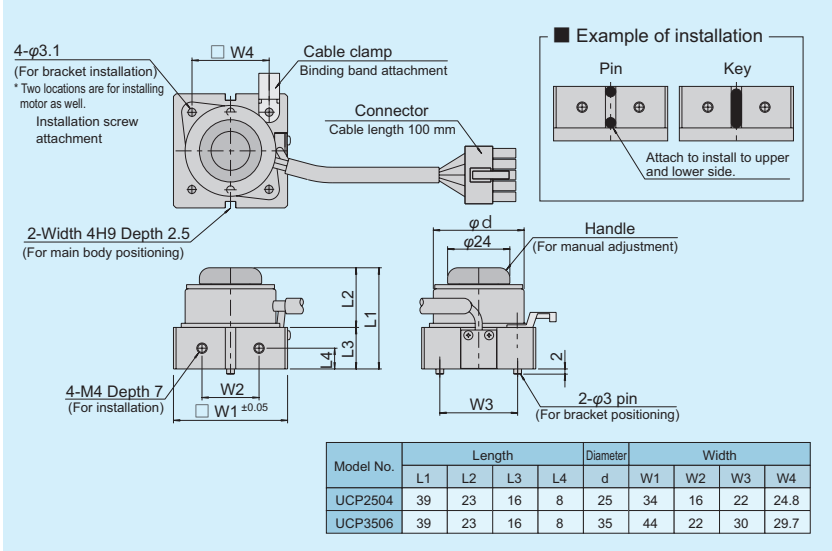 4-φ3.1
(For bracket installation)
* Two locations are for installing
motor as well.
Installation screw
attachment
□ W4
Cable clamp
Binding band attachment
Connector
Cable length 100 mm
2-Width 4H9 Depth 2.5
(For main body positioning)
■ Example of installation
Pin
Key
Attach to install to upper
and lower side.
L2
L1
L3
L4
4-M4 Depth 7
(For installation)
W2
□ W1 ±0.05
φd
φ24
Handle
(For manual adjustment)
2
W3
2-φ3 pin
(For bracket positioning)
Model No. Length Diameter Width
L1 L2 L3 L4 d W1 W2 W3 W4
UCP2504 39 23 16 8 25 34 16 22 24.8
UCP3506 39 23 16 8 35 44 22 30 29.7